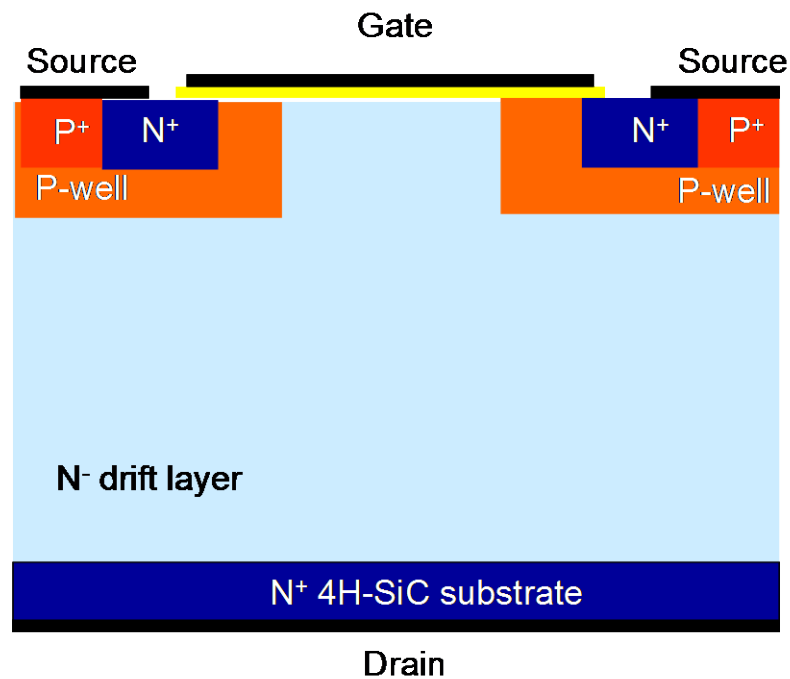 Gate
Source
Source
P⁺
N⁺
N⁺
P⁺
P-well
P-well
N⁻ drift layer
N⁺ 4H-SiC substrate
Drain